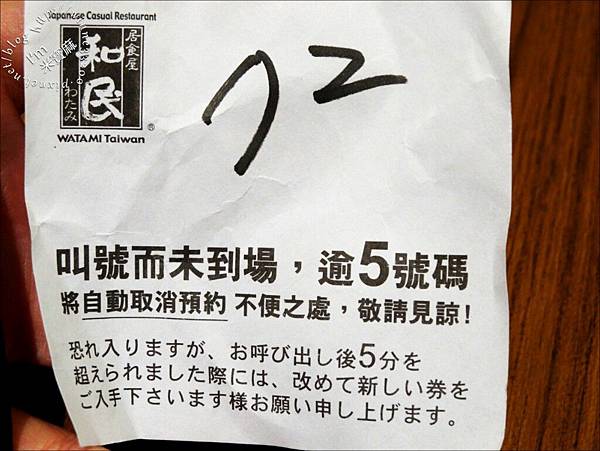 Japanese Casual Restaurant
居食屋
和民
わたみ
WATAMI Taiwan®
72
叫號而未到場，逾5號碼
將自動取消預約 不便之處，敬請見諒！
恐れ入りますが、お呼び出し後5分を
超えられました際には、改めて新しい券を
ご入手下さいます様お願い申し上げます。